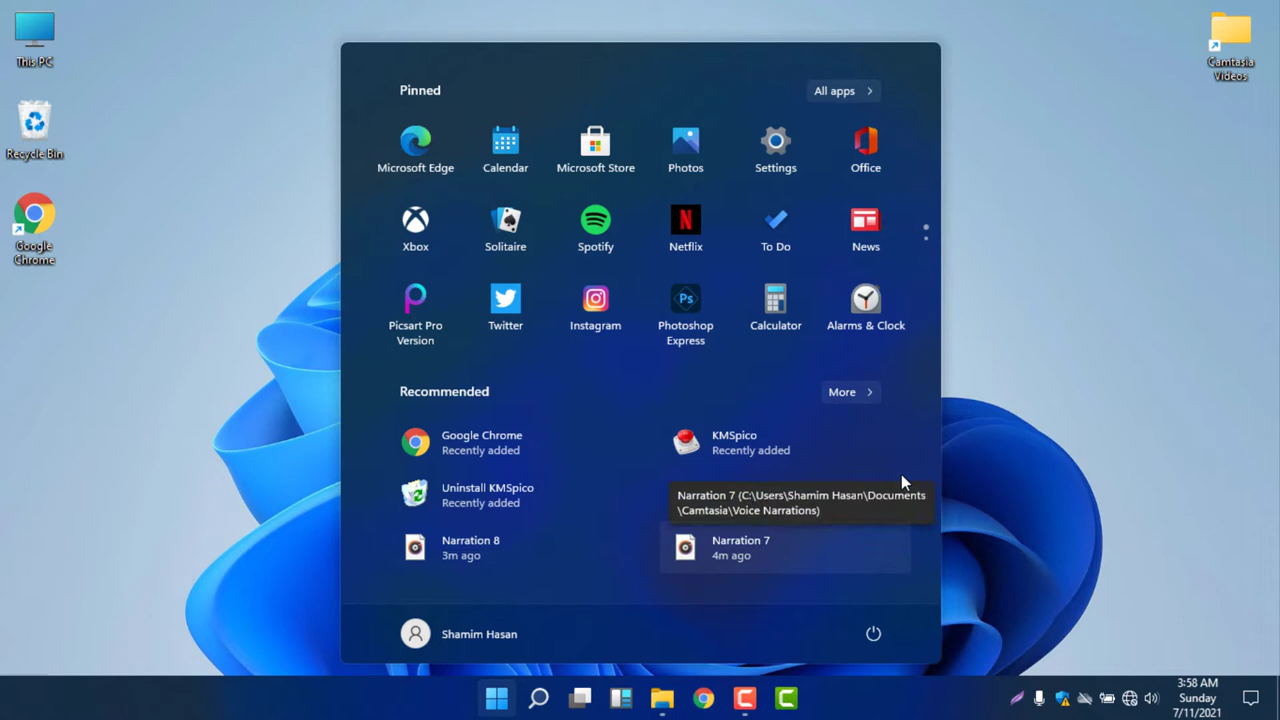 This PC
Recycle Bin
Google
Chrome
Camtasia
Videos
Pinned
All apps
Microsoft Edge
Calendar
Microsoft Store
Photos
Settings
Office
Xbox
Solitaire
Spotify
Netflix
To Do
News
Picsart Pro
Version
Twitter
Instagram
Ps
Photoshop
Express
Calculator
Alarms & Clock
Recommended
More
Google Chrome
Recently added
KMSpico
Recently added
Uninstall KMSpico
Recently added
Narration 7 (C:\Users\Shamim Hasan\Documents
\Camtasia\Voice Narrations)
Narration 8
3m ago
Narration 7
4m ago
Shamim Hasan
3:58 AM
Sunday
7/11/2021